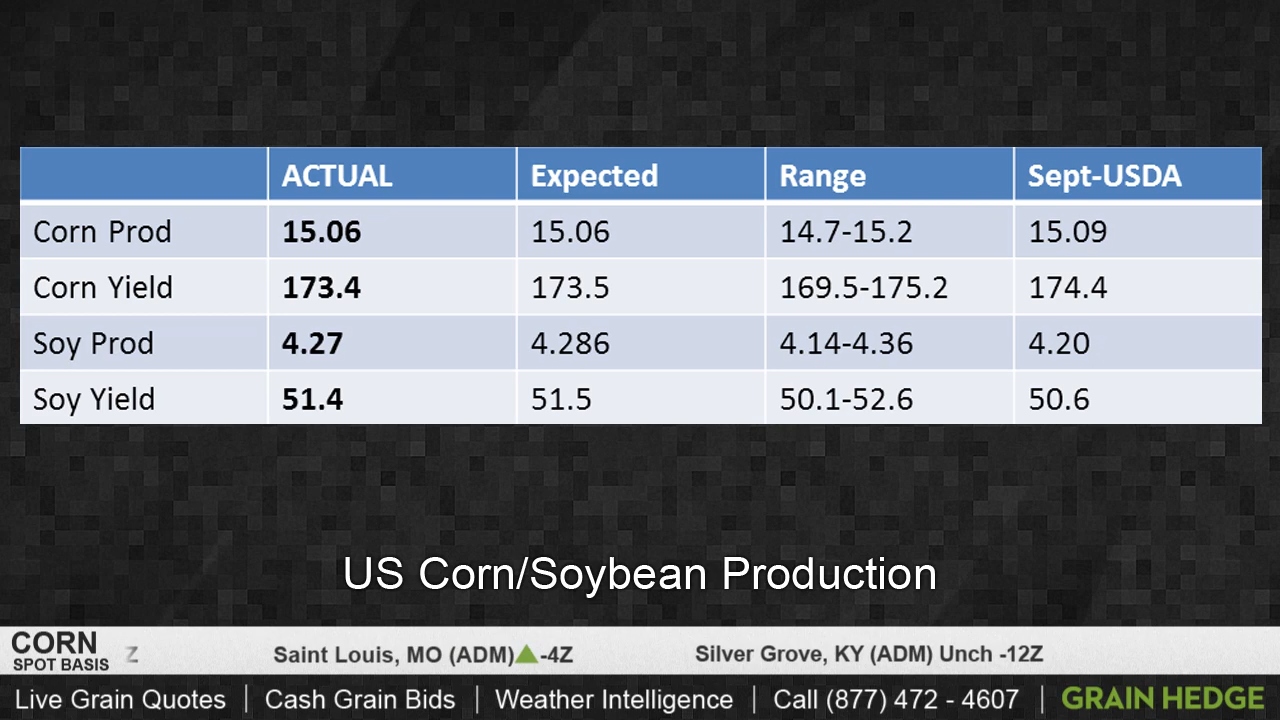 ACTUAL Expected Range Sept-USDA
Corn Prod 15.06 15.06 14.7-15.2 15.09
Corn Yield 173.4 173.5 169.5-175.2 174.4
Soy Prod 4.27 4.286 4.14-4.36 4.20
Soy Yield 51.4 51.5 50.1-52.6 50.6
US Corn/Soybean Production
CORN
SPOT BASIS Z Saint Louis, MO (ADM)▲-4Z Silver Grove, KY (ADM) Unch -12Z
Live Grain Quotes | Cash Grain Bids | Weather Intelligence | Call (877) 472 - 4607 | GRAIN HEDGE